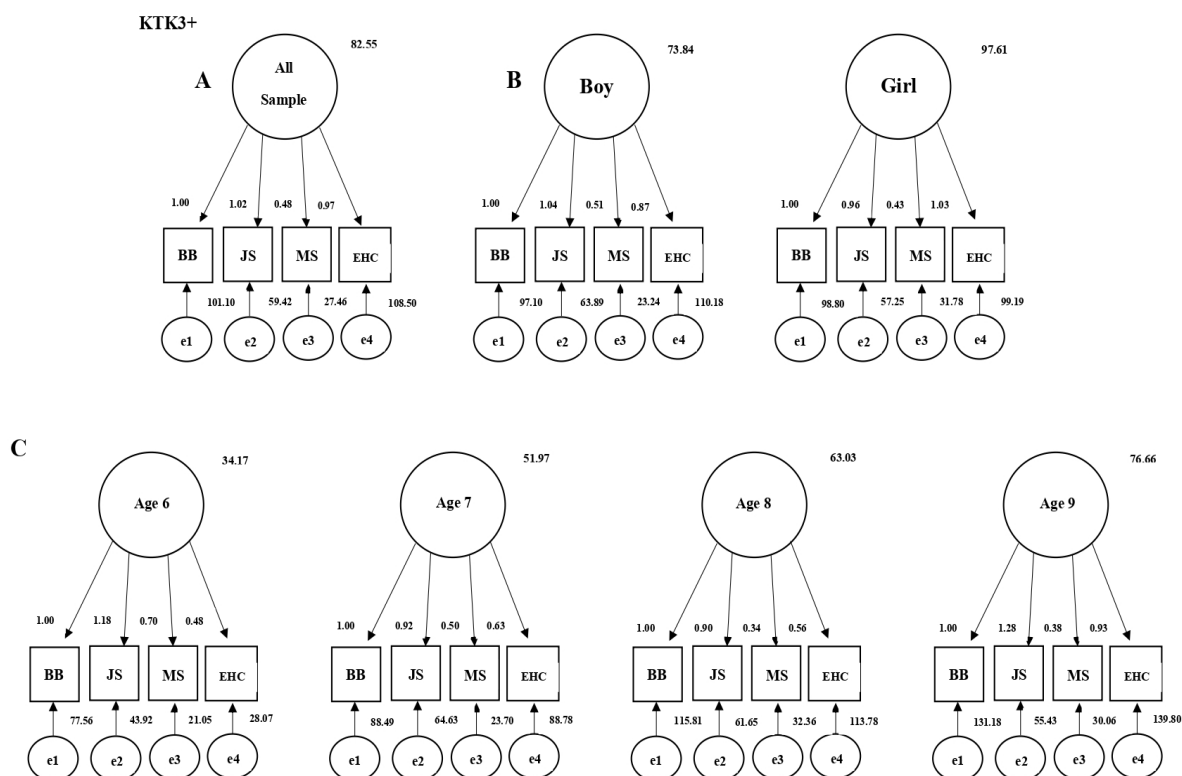 KTK3+
82.55
73.84
97.61
A
All
Sample
B
Boy
Girl
1.00 1.02 0.48 0.97
1.00 1.04 0.51 0.87
1.00 0.96 0.43 1.03
BB JS MS EHC
BB JS MS EHC
BB JS MS EHC
101.10 59.42 27.46 108.50
97.10 63.89 23.24 110.18
98.80 57.25 31.78 99.19
e1 e2 e3 e4
e1 e2 e3 e4
e1 e2 e3 e4
C
34.17
51.97
63.03
76.66
Age 6
Age 7
Age 8
Age 9
1.00 1.18 0.70 0.48
1.00 0.92 0.50 0.63
1.00 0.90 0.34 0.56
1.00 1.28 0.38 0.93
BB JS MS EHC
BB JS MS EHC
BB JS MS EHC
BB JS MS EHC
77.56 43.92 21.05 28.07
88.49 64.63 23.70 88.78
115.81 61.65 32.36 113.78
131.18 55.43 30.06 139.80
e1 e2 e3 e4
e1 e2 e3 e4
e1 e2 e3 e4
e1 e2 e3 e4